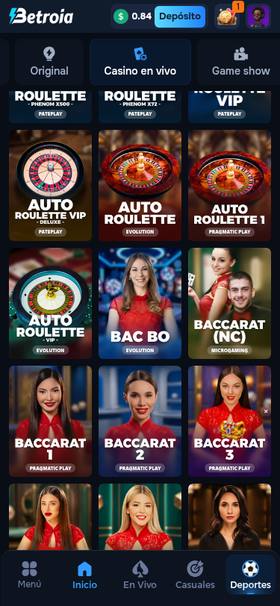 Betroia
$ 0.84 Depósito
1
Original
Casino en vivo
Game show
ROULETTE
- PHENOM X500 -
PATEPLAY
ROULETTE
- PHENOM X72 -
PATEPLAY
ROULETTE
VIP
PATEPLAY
AUTO
ROULETTE VIP
- DELUXE -
PATEPLAY
AUTO
ROULETTE
EVOLUTION
AUTO
ROULETTE 1
PRAGMATIC PLAY
AUTO
ROULETTE
- VIP -
EVOLUTION
BAC BO
EVOLUTION
BACCARAT
(NC)
MICROGAMING
BACCARAT
1
PRAGMATIC PLAY
BACCARAT
2
PRAGMATIC PLAY
BACCARAT
3
PRAGMATIC PLAY
Menú
Inicio
En Vivo
Casuales
Deportes